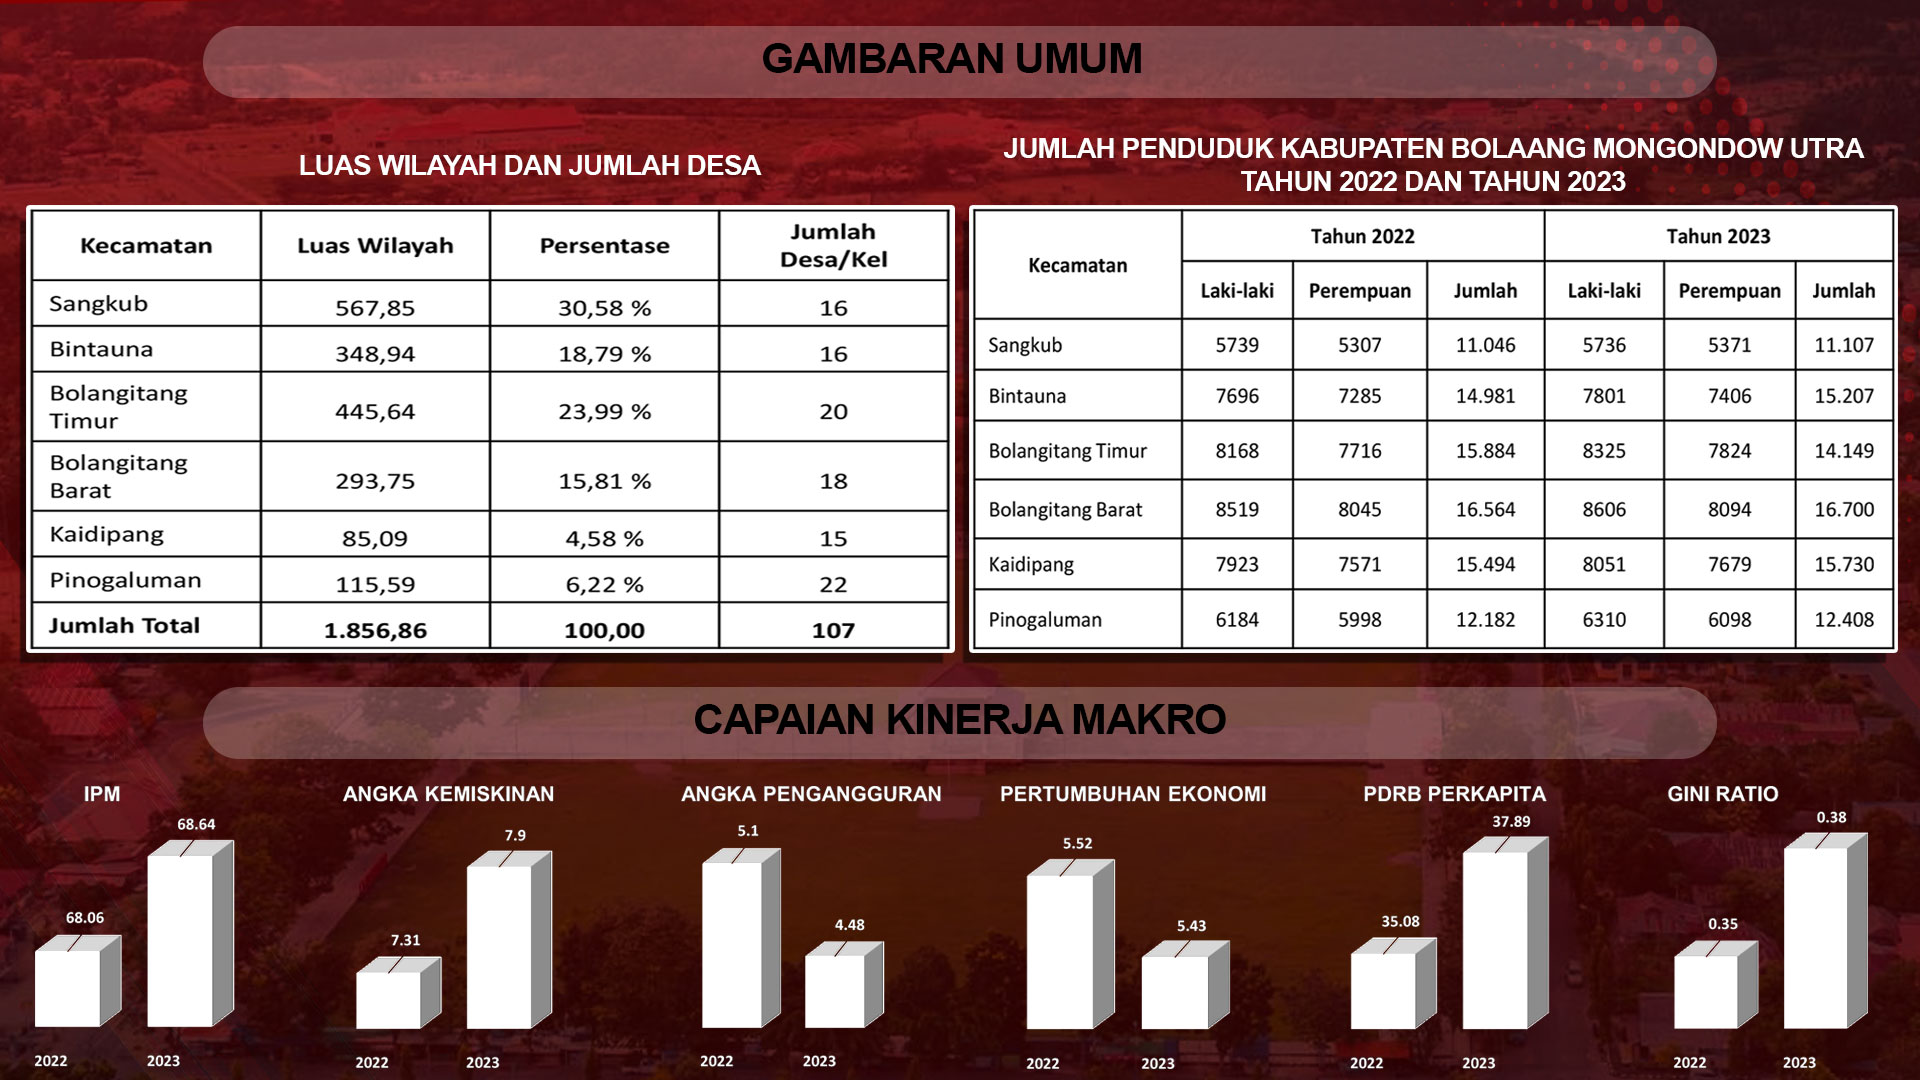 GAMBARAN UMUM
LUAS WILAYAH DAN JUMLAH DESA
Kecamatan Luas Wilayah Persentase Jumlah Desa/Kel
Sangkub 567,85 30,58 % 16
Bintauna 348,94 18,79 % 16
Bolangitang Timur 445,64 23,99 % 20
Bolangitang Barat 293,75 15,81 % 18
Kaidipang 85,09 4,58 % 15
Pinogaluman 115,59 6,22 % 22
Jumlah Total 1.856,86 100,00 107
JUMLAH PENDUDUK KABUPATEN BOLAANG MONGONDOW UTRA
TAHUN 2022 DAN TAHUN 2023
Kecamatan Tahun 2022 Tahun 2023
Laki-laki Perempuan Jumlah Laki-laki Perempuan Jumlah
Sangkub 5739 5307 11.046 5736 5371 11.107
Bintauna 7696 7285 14.981 7801 7406 15.207
Bolangitang Timur 8168 7716 15.884 8325 7824 14.149
Bolangitang Barat 8519 8045 16.564 8606 8094 16.700
Kaidipang 7923 7571 15.494 8051 7679 15.730
Pinogaluman 6184 5998 12.182 6310 6098 12.408
CAPAIAN KINERJA MAKRO
IPM
68.06 68.64
2022 2023
ANGKA KEMISKINAN
7.31 7.9
2022 2023
ANGKA PENGANGGURAN
5.1 4.48
2022 2023
PERTUMBUHAN EKONOMI
5.52 5.43
2022 2023
PDRB PERKAPITA
35.08 37.89
2022 2023
GINI RATIO
0.35 0.38
2022 2023